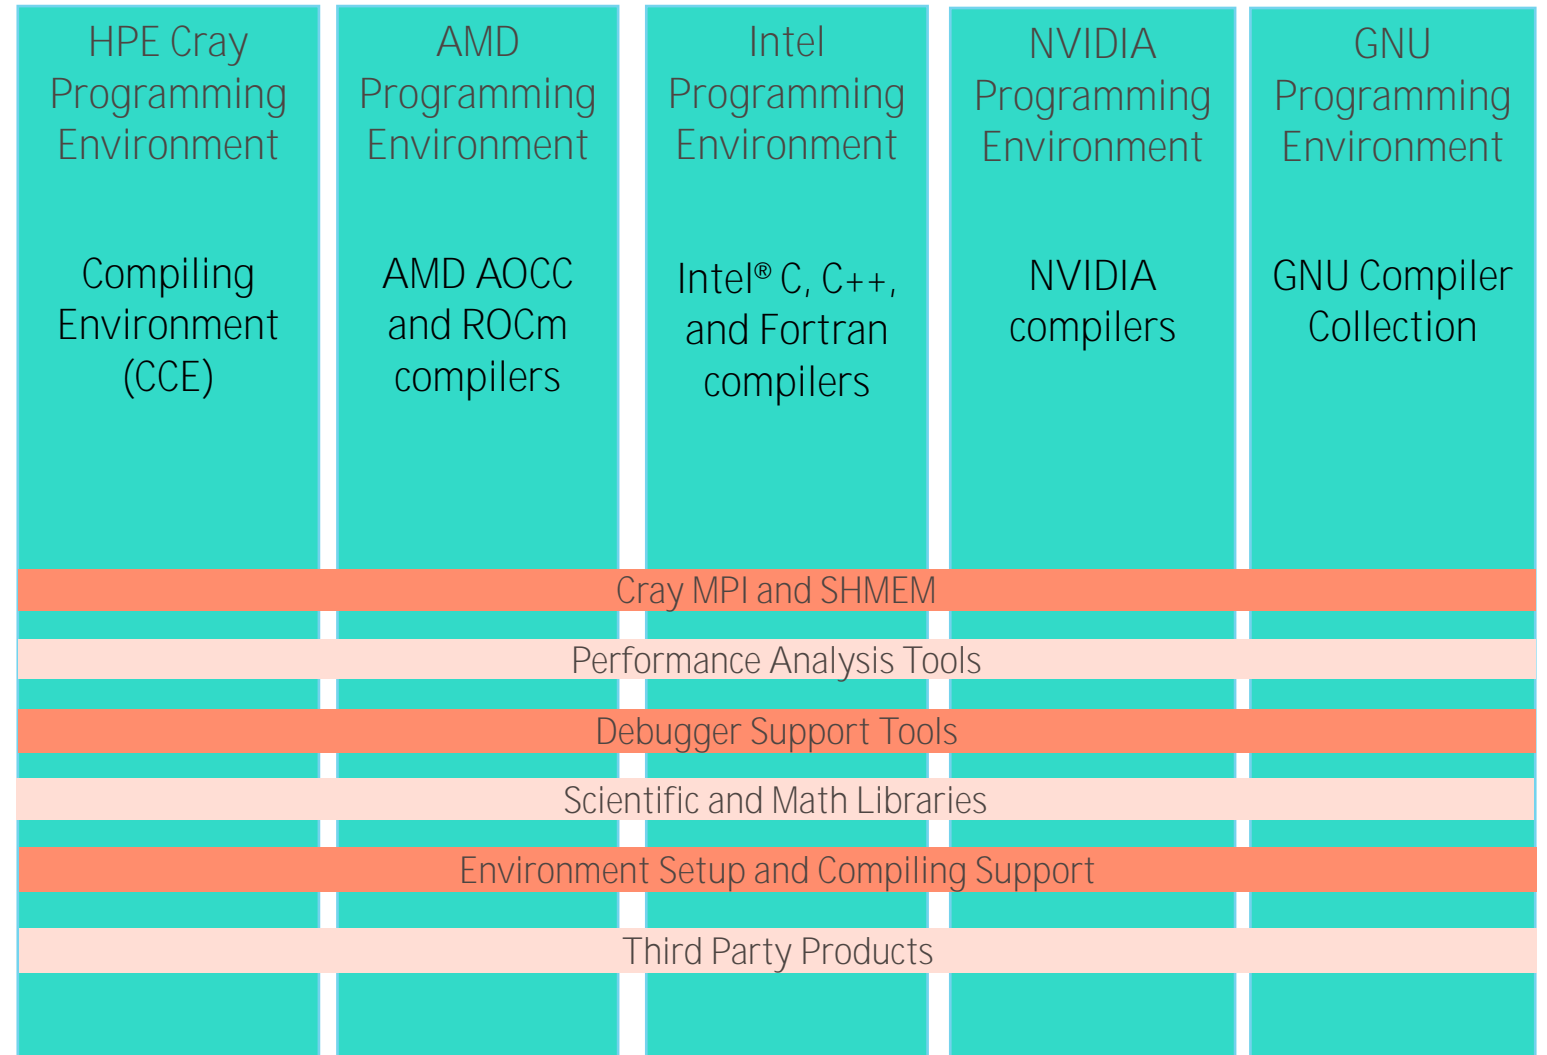 HPE Cray
Programming
Environment
Compiling
Environment
(CCE)
AMD
Programming
Environment
AMD AOCC
and ROCm
compilers
Intel
Programming
Environment
Intel® C, C++,
and Fortran
compilers
NVIDIA
Programming
Environment
NVIDIA
compilers
GNU
Programming
Environment
GNU Compiler
Collection
Cray MPI and SHMEM
Performance Analysis Tools
Debugger Support Tools
Scientific and Math Libraries
Environment Setup and Compiling Support
Third Party Products